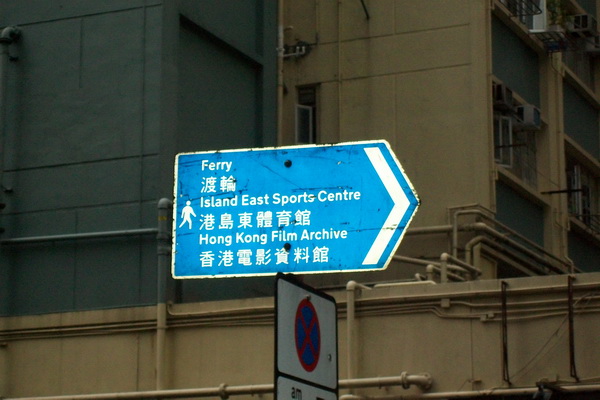 Ferry
渡輪
Island East Sports Centre
港島東體育館
Hong Kong Film Archive
香港電影資料館
am